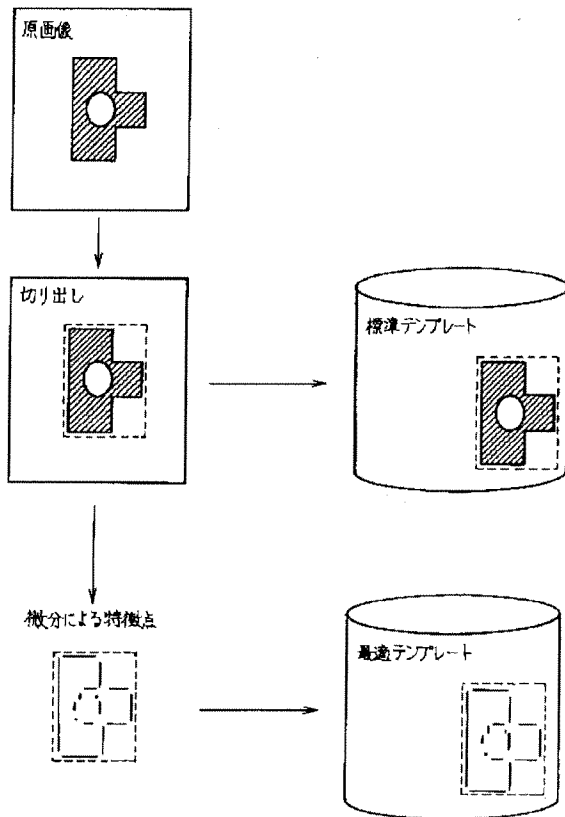 原画像
切り出し
標準テンプレート
微分による特徴点
最適テンプレート